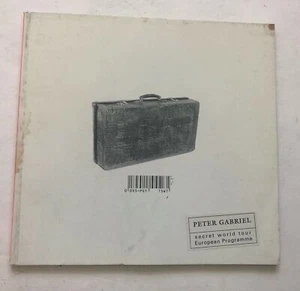 PETER GABRIEL
secret world tour
European Programme